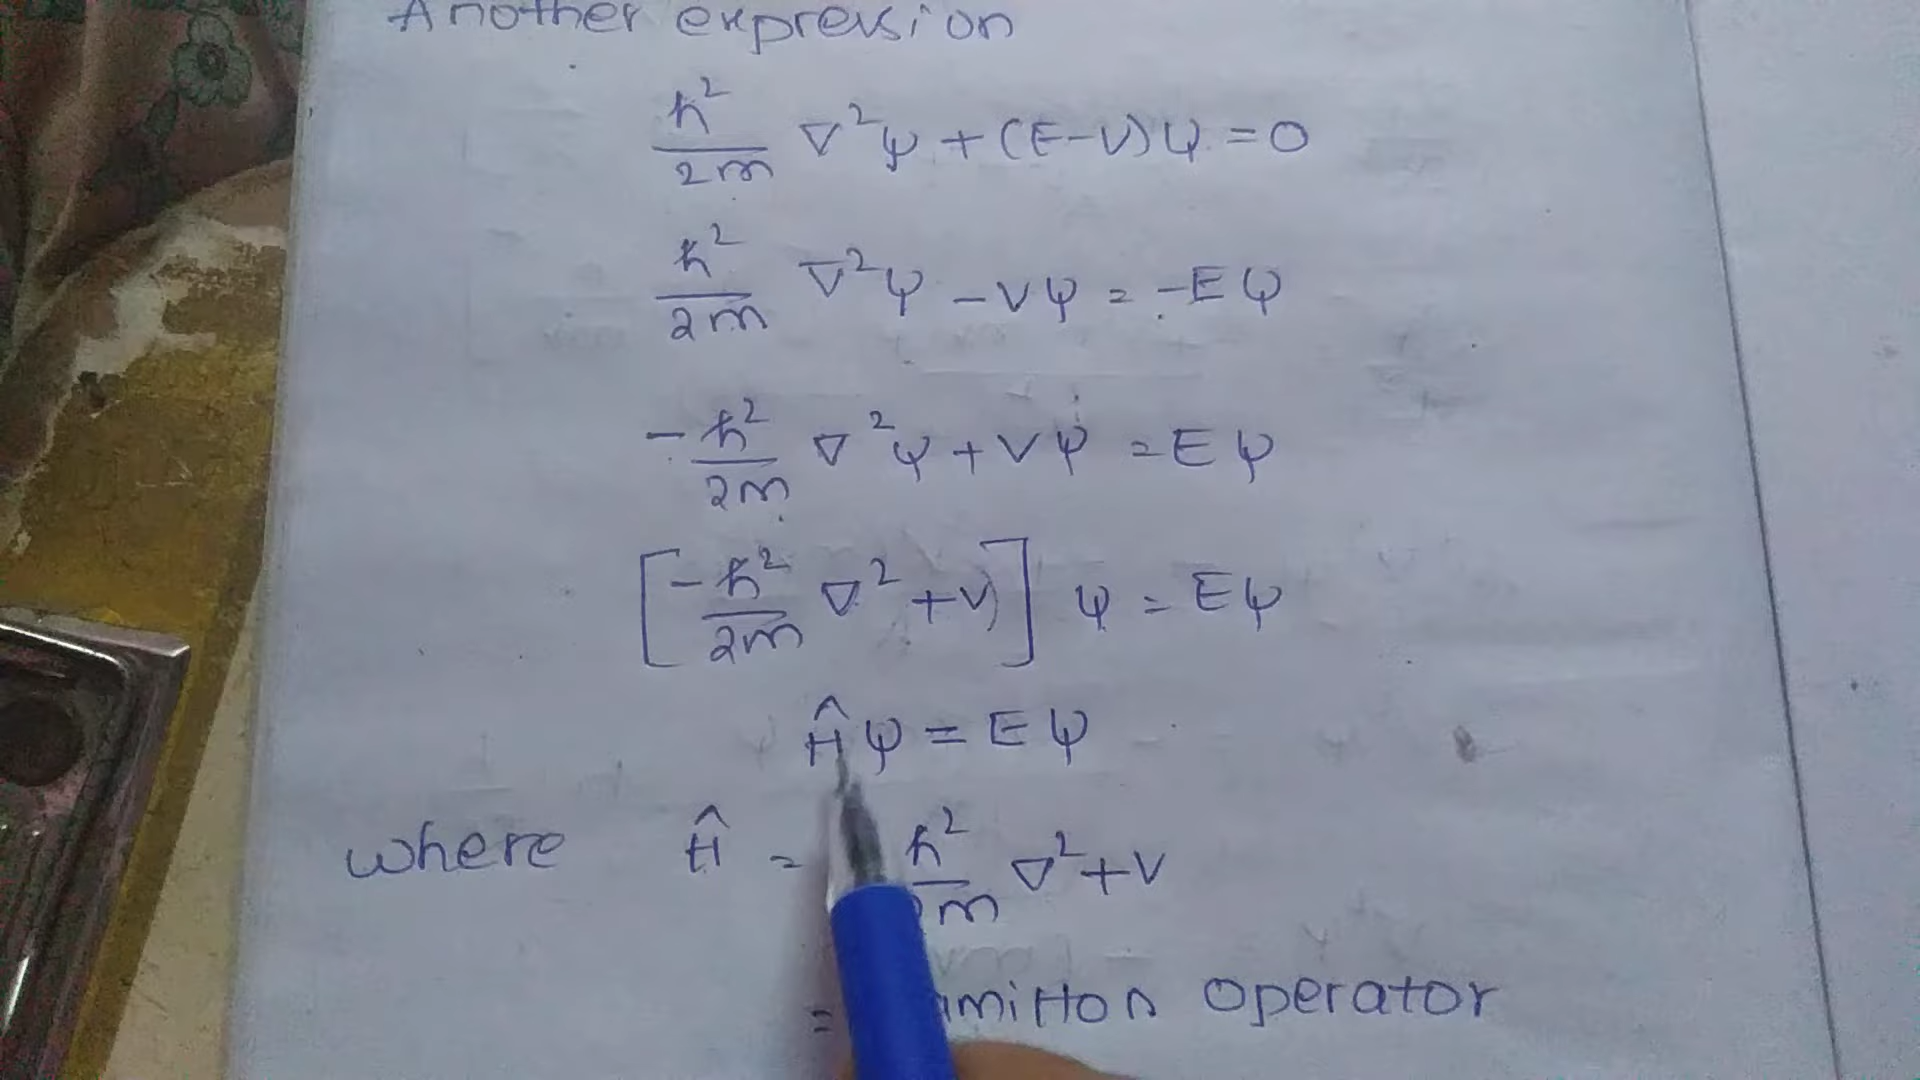 Another expression
ℏ²/2m ∇²ψ + (E-V)ψ = 0
ℏ²/2m ∇²ψ - Vψ = -Eψ
-ℏ²/2m ∇²ψ + Vψ = Eψ
[-ℏ²/2m ∇² + V] ψ = Eψ
Ĥψ = Eψ
where Ĥ = ℏ²/2m ∇² + V
= operator